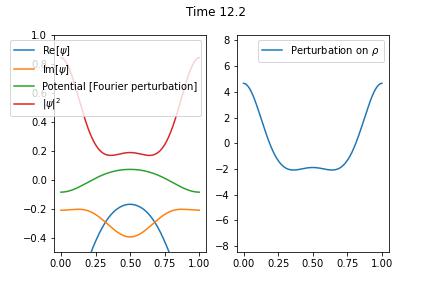 Time 12.2
1.0
0.8
0.6
0.4
0.2
0.0
−0.2
−0.4
0.00 0.25 0.50 0.75 1.00
Re[ψ]
Im[ψ]
Potential [Fourier perturbation]
|ψ|²
8
6
4
2
0
−2
−4
−6
−8
0.00 0.25 0.50 0.75 1.00
Perturbation on ρ